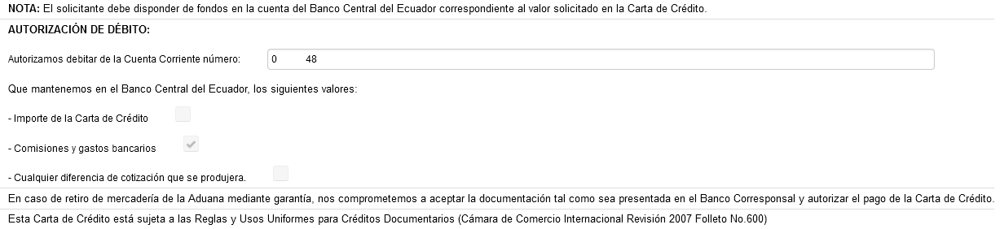 NOTA: El solicitante debe disponder de fondos en la cuenta del Banco Central del Ecuador correspondiente al valor solicitado en la Carta de Crédito.
AUTORIZACIÓN DE DÉBITO:
Autorizamos debitar de la Cuenta Corriente número: 0 48
Que mantenemos en el Banco Central del Ecuador, los siguientes valores:
- Importe de la Carta de Crédito
- Comisiones y gastos bancarios
- Cualquier diferencia de cotización que se produjera.
En caso de retiro de mercadería de la Aduana mediante garantía, nos comprometemos a aceptar la documentación tal como sea presentada en el Banco Corresponsal y autorizar el pago de la Carta de Crédito.
Esta Carta de Crédito está sujeta a las Reglas y Usos Uniformes para Créditos Documentarios (Cámara de Comercio Internacional Revisión 2007 Folleto No.600)